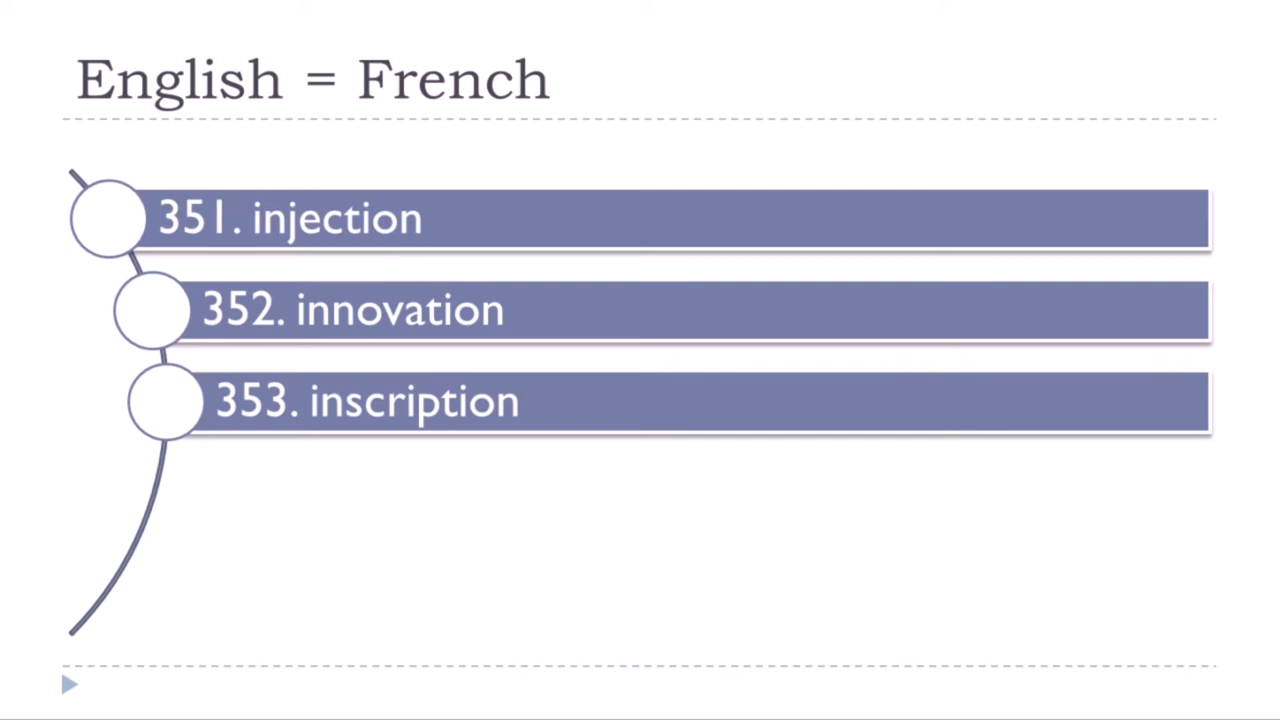 English = French
351. injection
352. innovation
353. inscription